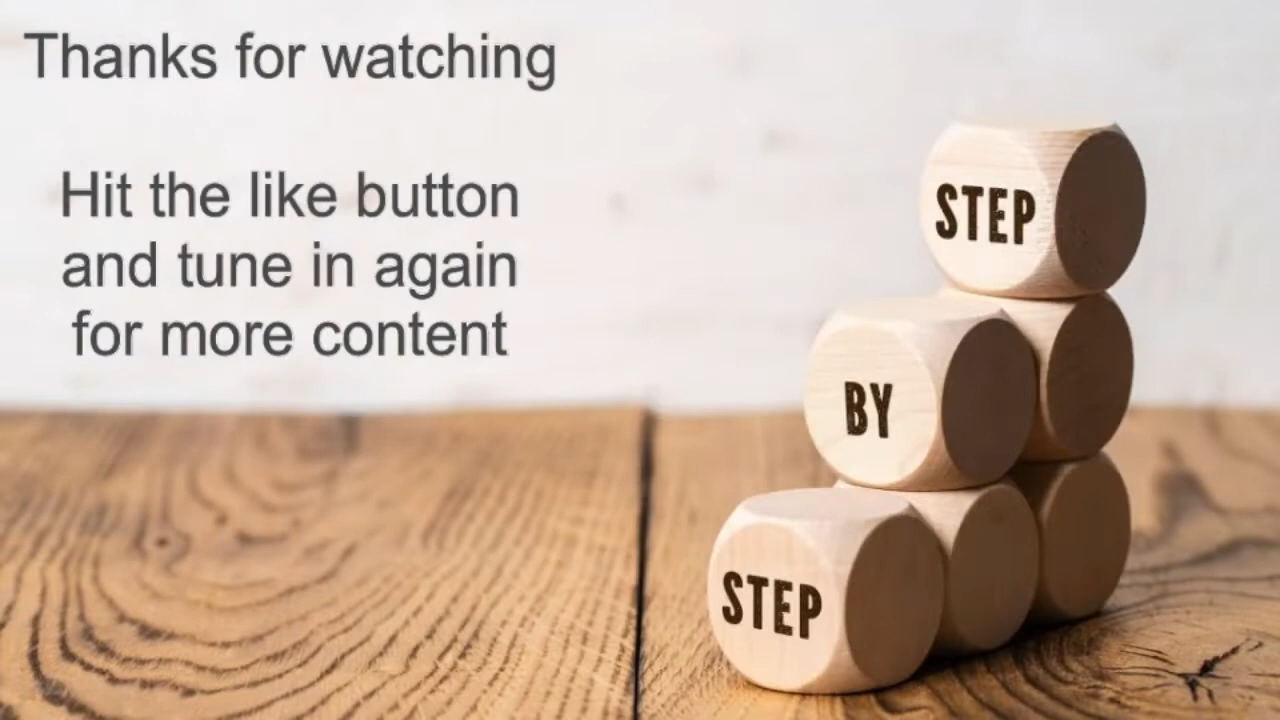 Thanks for watching
Hit the like button
and tune in again
for more content
STEP
BY
STEP